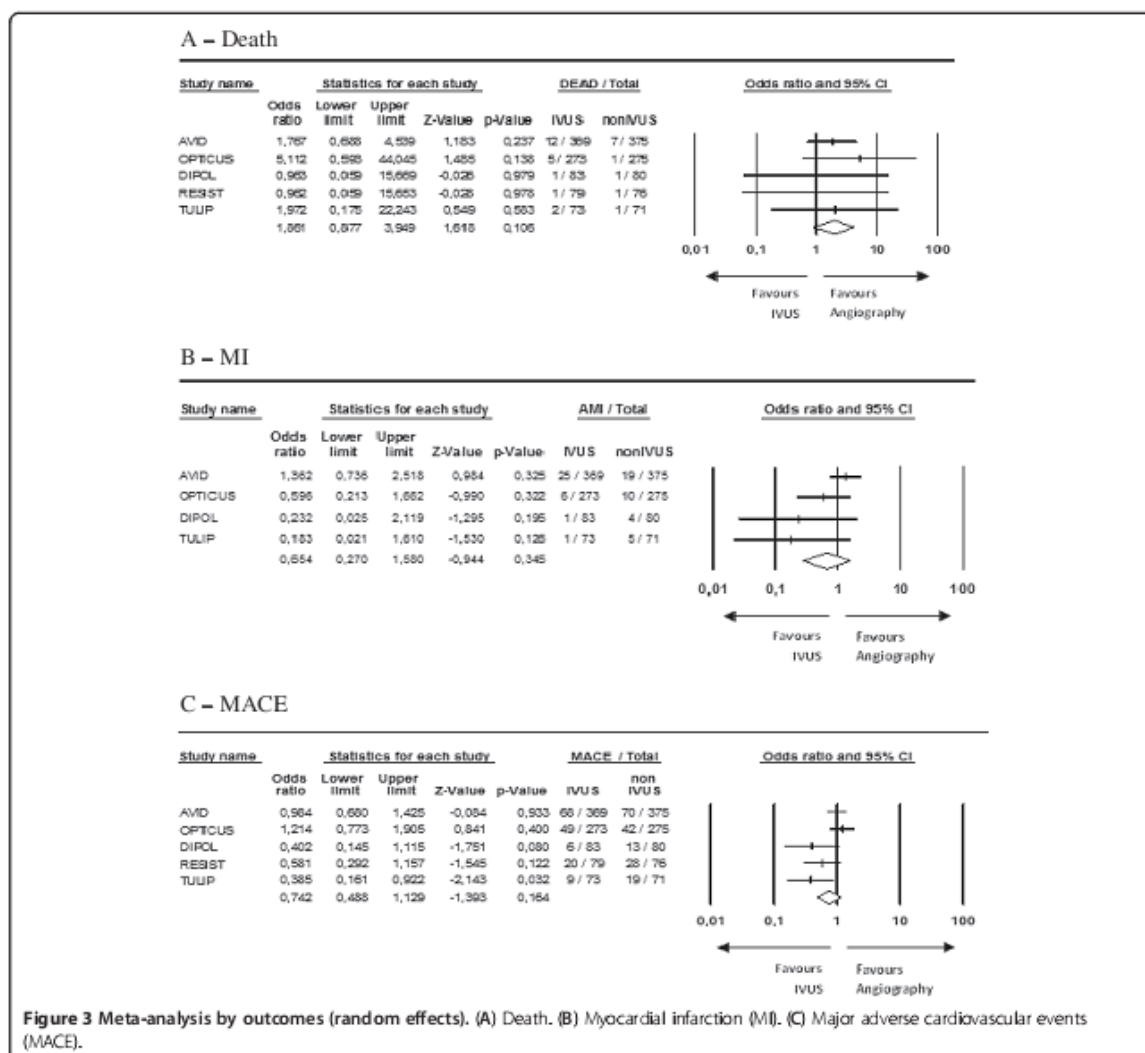 A – Death
Study name Statistics for each study DEAD / Total Odds ratio and 95% CI
Odds ratio Lower limit Upper limit Z-Value p-Value IVUS nonIVUS
AVID 1,767 0,688 4,539 1,183 0,237 12 / 369 7 / 375
OPTICUS 5,112 0,593 44,045 1,485 0,138 5 / 273 1 / 275
DIPOL 0,963 0,059 15,669 -0,026 0,979 1 / 83 1 / 80
RESIST 0,962 0,059 15,653 -0,028 0,978 1 / 79 1 / 76
TULIP 1,972 0,175 22,243 0,549 0,583 2 / 73 1 / 71
1,861 0,877 3,949 1,618 0,106
0,01 0,1 1 10 100
Favours Favours
IVUS Angiography
B – MI
Study name Statistics for each study AMI / Total Odds ratio and 95% CI
Odds ratio Lower limit Upper limit Z-Value p-Value IVUS nonIVUS
AVID 1,362 0,736 2,518 0,984 0,325 25 / 369 19 / 375
OPTICUS 0,596 0,213 1,662 -0,990 0,322 6 / 273 10 / 275
DIPOL 0,232 0,025 2,119 -1,295 0,195 1 / 83 4 / 80
TULIP 0,183 0,021 1,610 -1,530 0,126 1 / 73 5 / 71
0,654 0,270 1,580 -0,944 0,345
0,01 0,1 1 10 100
Favours Favours
IVUS Angiography
C – MACE
Study name Statistics for each study MACE / Total Odds ratio and 95% CI
Odds ratio Lower limit Upper limit Z-Value p-Value IVUS non IVUS
AVID 0,984 0,680 1,425 -0,084 0,933 68 / 369 70 / 375
OPTICUS 1,214 0,773 1,905 0,841 0,400 49 / 273 42 / 275
DIPOL 0,402 0,145 1,115 -1,751 0,080 6 / 83 13 / 80
RESIST 0,581 0,292 1,157 -1,545 0,122 20 / 79 28 / 76
TULIP 0,385 0,161 0,922 -2,143 0,032 9 / 73 19 / 71
0,742 0,488 1,129 -1,393 0,164
0,01 0,1 1 10 100
Favours Favours
IVUS Angiography
Figure 3 Meta-analysis by outcomes (random effects). (A) Death. (B) Myocardial infarction (MI). (C) Major adverse cardiovascular events
(MACE).